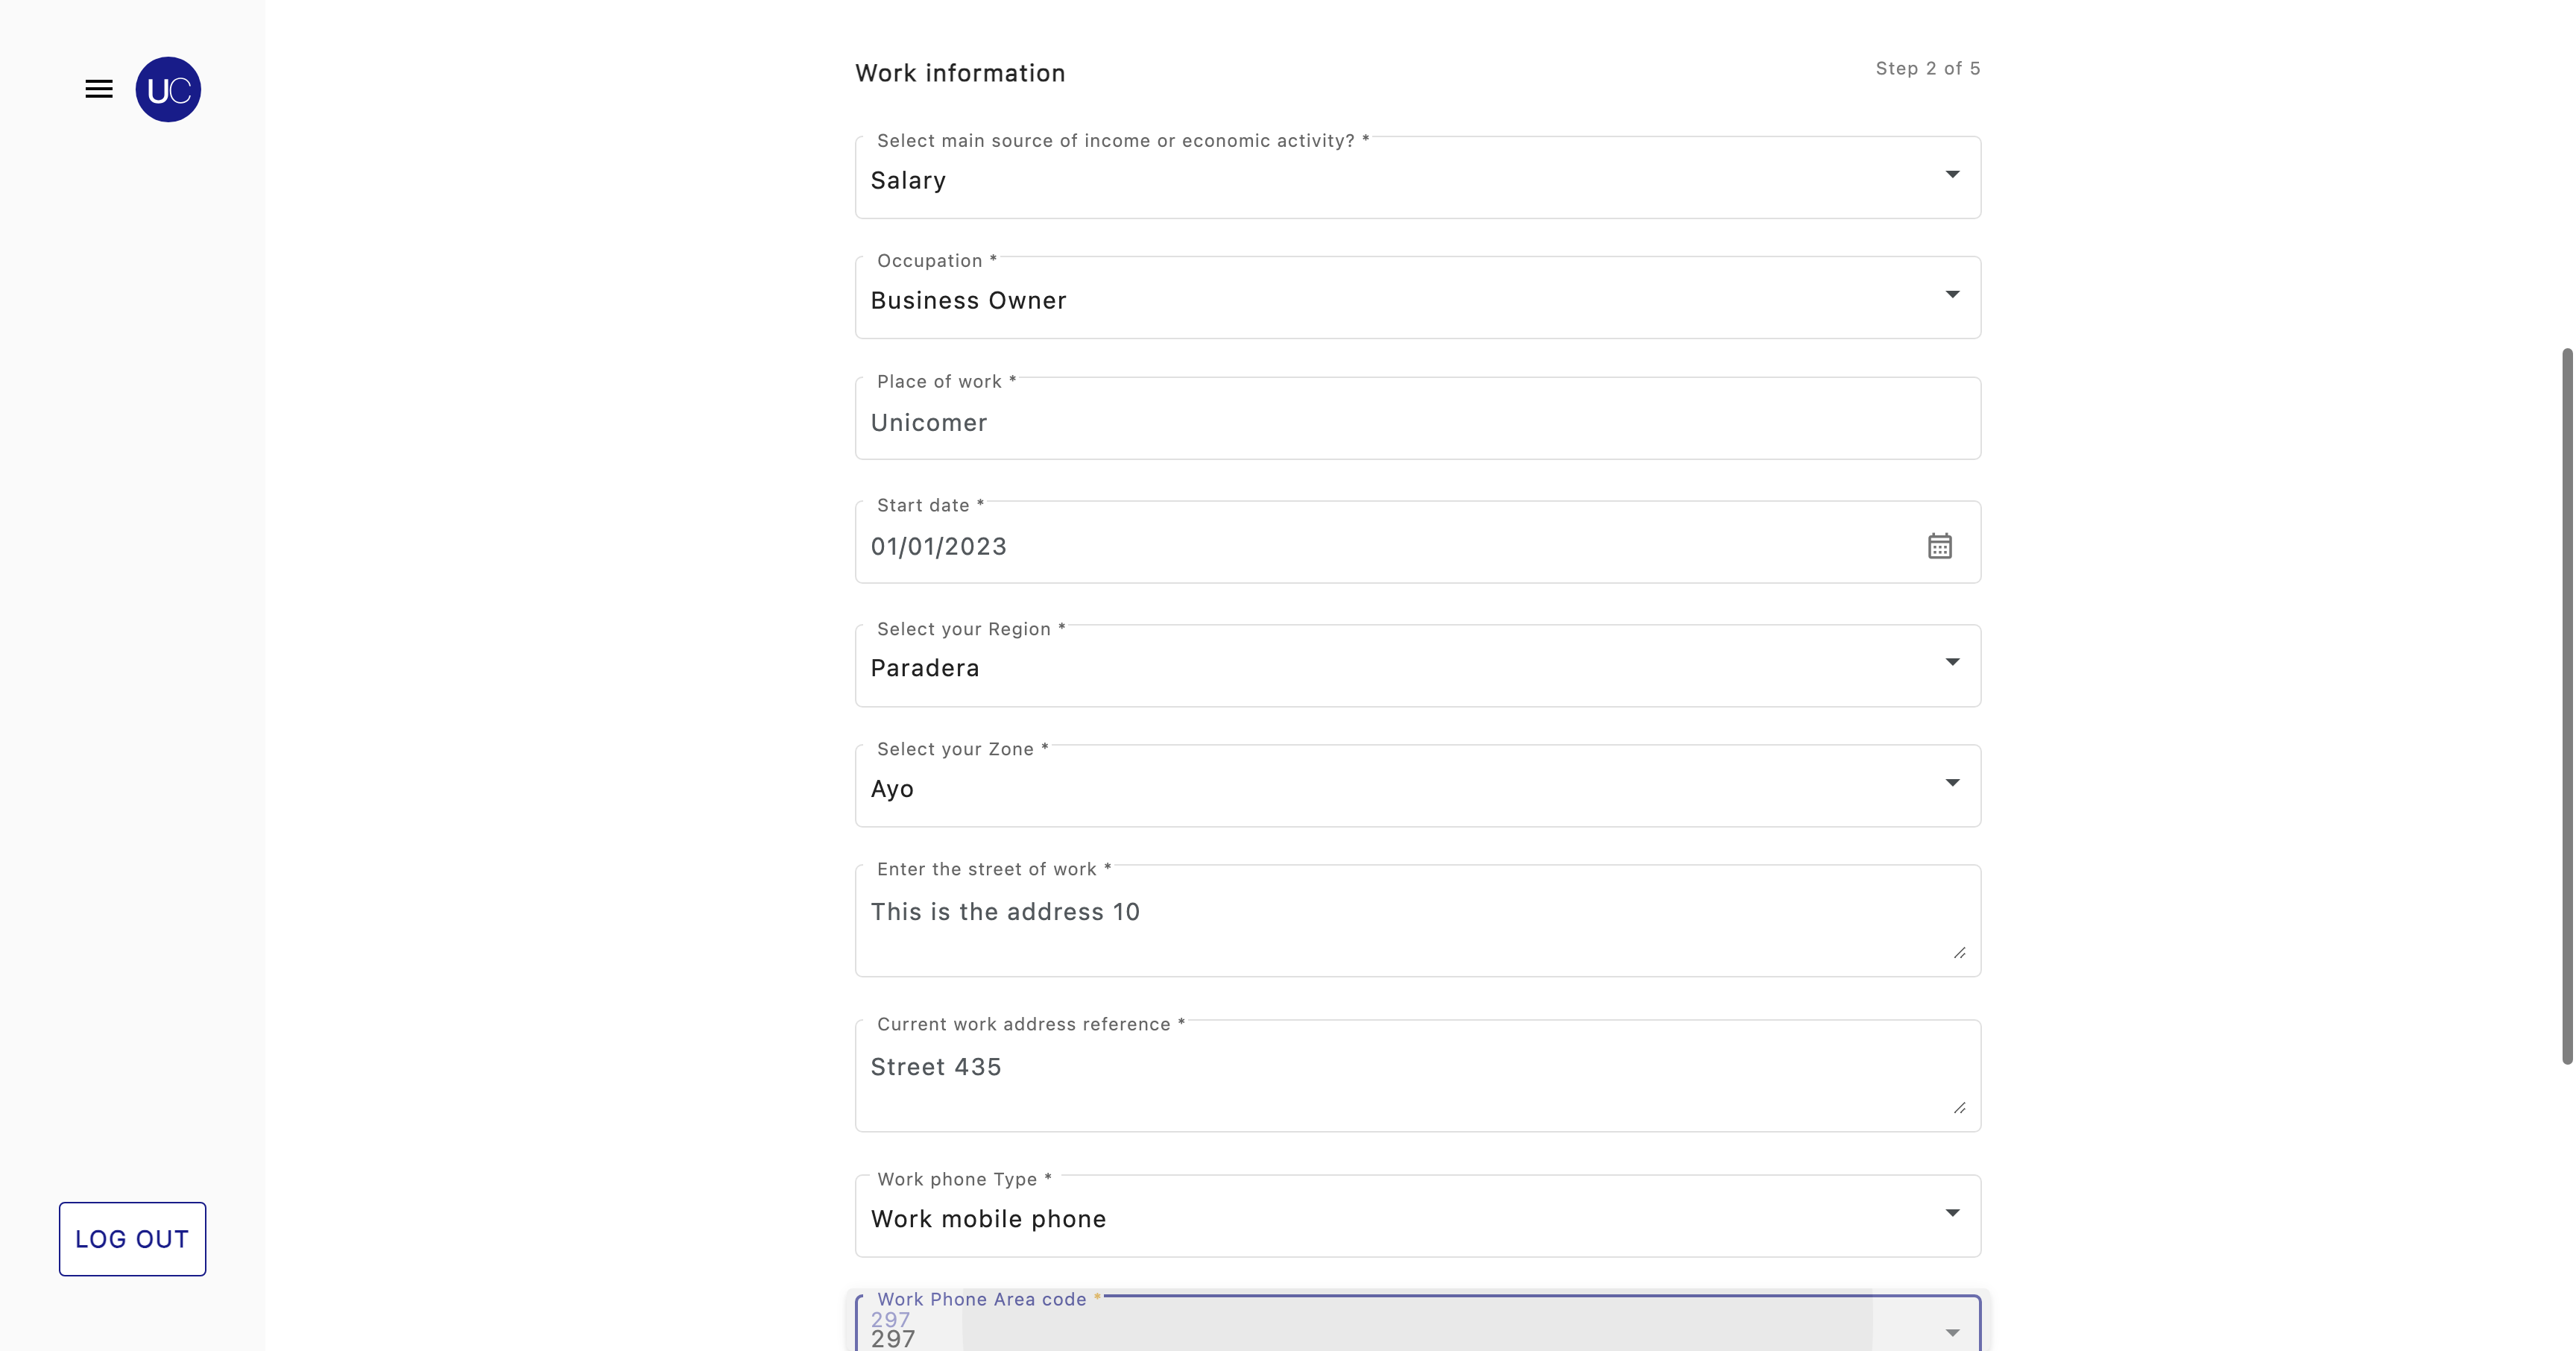 UC
Work information
Step 2 of 5
Select main source of income or economic activity? *
Salary
Occupation *
Business Owner
Place of work *
Unicomer
Start date *
01/01/2023
Select your Region *
Paradera
Select your Zone *
Ayo
Enter the street of work *
This is the address 10
Current work address reference *
Street 435
Work phone Type *
Work mobile phone
LOG OUT
Work Phone Area code *
297
297